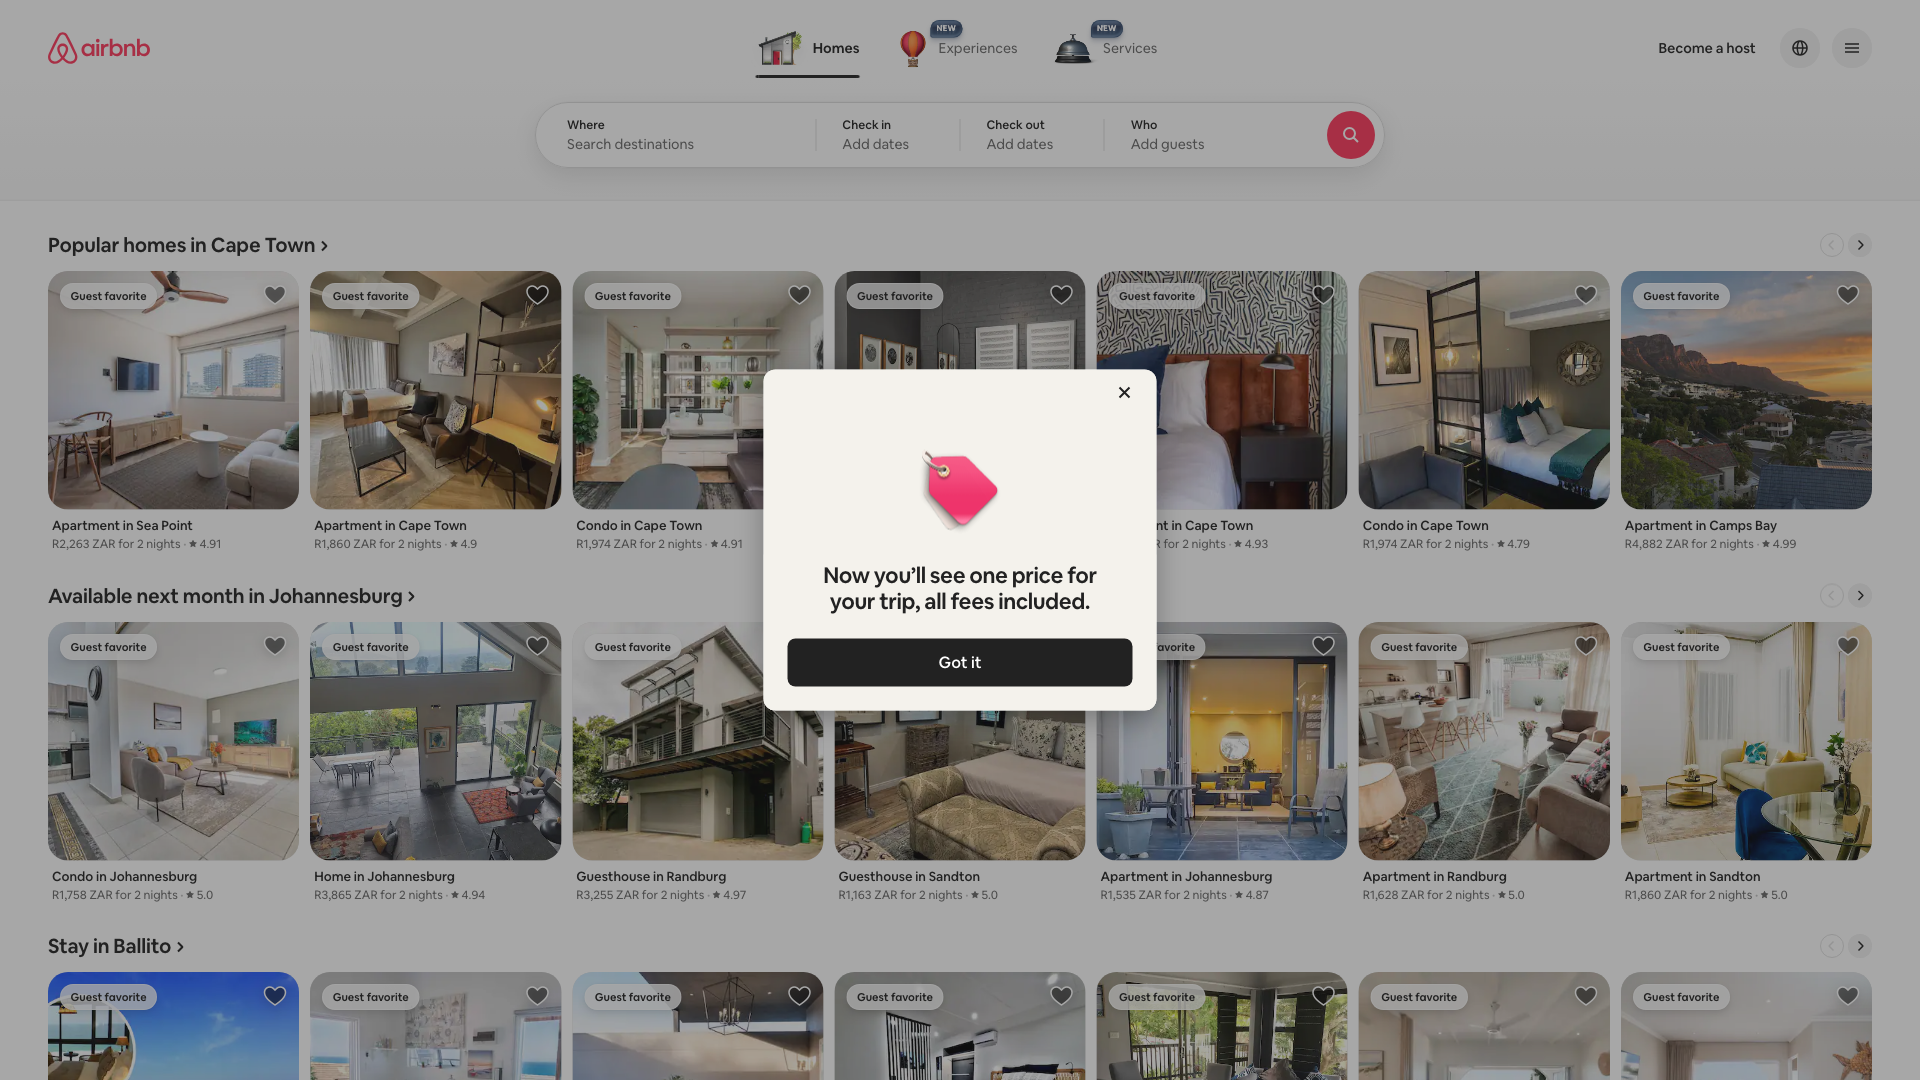 airbnb
Homes
NEW
Experiences
NEW
Services
Become a host
Where
Search destinations
Check in
Add dates
Check out
Add dates
Who
Add guests
Popular homes in Cape Town
Guest favorite
Guest favorite
Guest favorite
Guest favorite
Guest favorite
Guest favorite
Apartment in Sea Point
R2,263 ZAR for 2 nights · ★ 4.91
Apartment in Cape Town
R1,860 ZAR for 2 nights · ★ 4.9
Condo in Cape Town
R1,974 ZAR for 2 nights · ★ 4.91
nt in Cape Town
R for 2 nights · ★ 4.93
Condo in Cape Town
R1,974 ZAR for 2 nights · ★ 4.79
Apartment in Camps Bay
R4,882 ZAR for 2 nights · ★ 4.99
Now you’ll see one price for
your trip, all fees included.
Got it
Available next month in Johannesburg
Guest favorite
Guest favorite
Guest favorite
avorite
Guest favorite
Guest favorite
Condo in Johannesburg
R1,758 ZAR for 2 nights · ★ 5.0
Home in Johannesburg
R3,865 ZAR for 2 nights · ★ 4.94
Guesthouse in Randburg
R3,255 ZAR for 2 nights · ★ 4.97
Guesthouse in Sandton
R1,163 ZAR for 2 nights · ★ 5.0
Apartment in Johannesburg
R1,535 ZAR for 2 nights · ★ 4.87
Apartment in Randburg
R1,628 ZAR for 2 nights · ★ 5.0
Apartment in Sandton
R1,860 ZAR for 2 nights · ★ 5.0
Stay in Ballito
Guest favorite
Guest favorite
Guest favorite
Guest favorite
Guest favorite
Guest favorite
Guest favorite